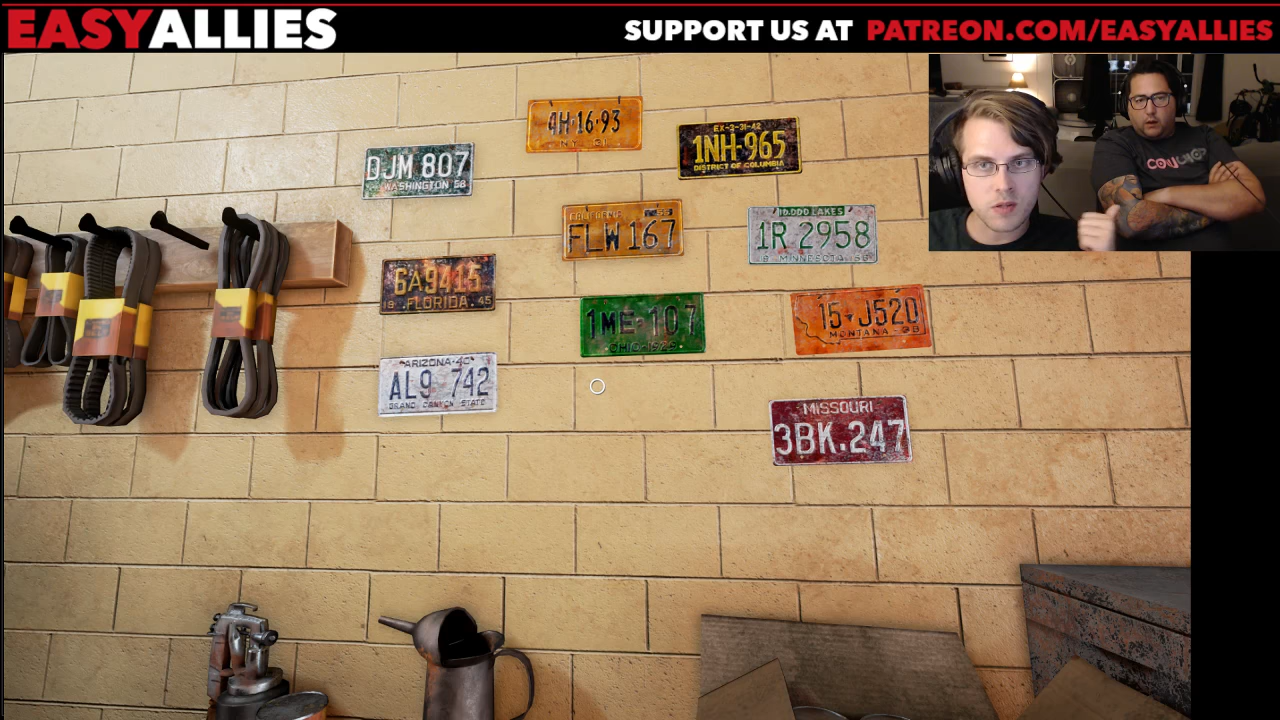 EASYALLIES
SUPPORT US AT PATREON.COM/EASYALLIES
4H·16·93
EX-3-31-42
1NH-965
DISTRICT OF COLUMBIA
DJM 807
WASHINGTON 58
CALIFORNIA
FLW 167
10,000 LAKES
1R 2958
MINNESOTA
6A9415
FLORIDA 45
1ME·107
OHIO
15 J520
MONTANA
ARIZONA
AL9 742
GRAND CANYON STATE
MISSOURI
3BK.247